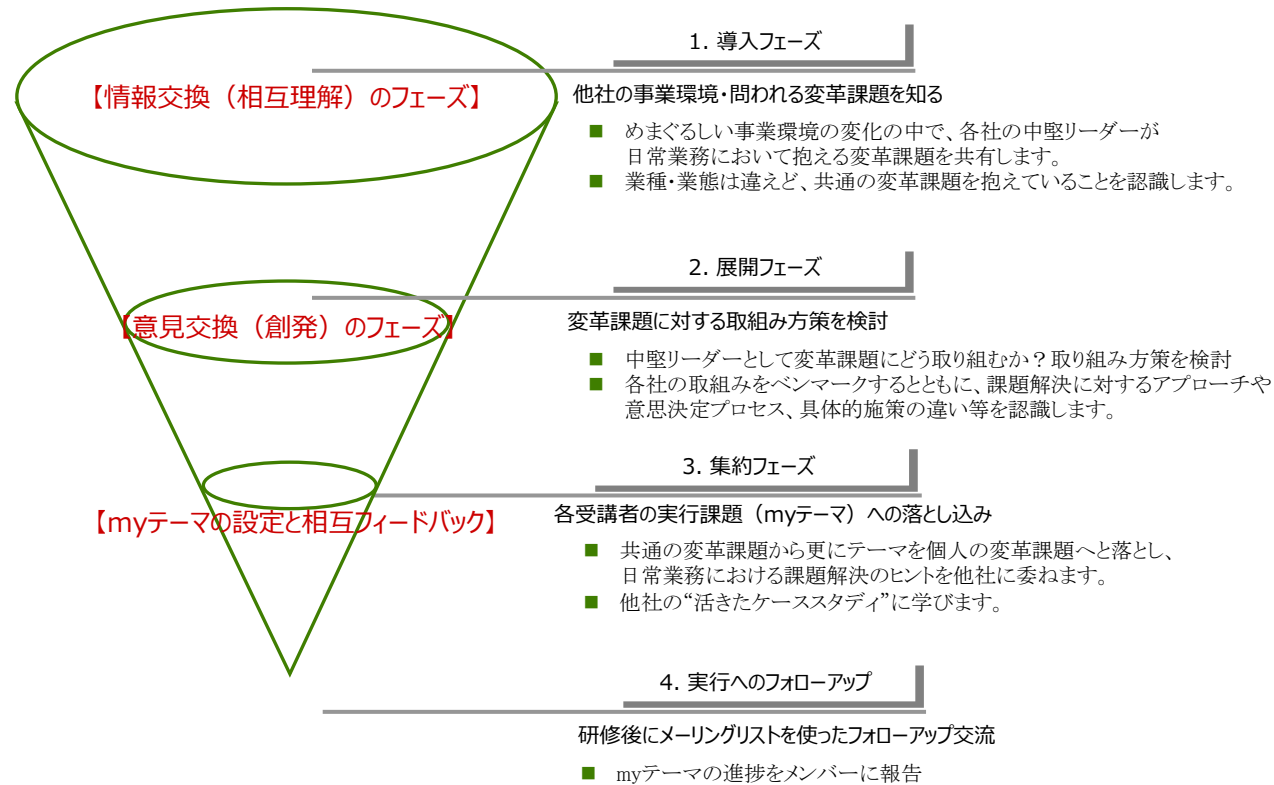 1. 導入フェーズ
【情報交換（相互理解）のフェーズ】
他社の事業環境・問われる変革課題を知る
■ めまぐるしい事業環境の変化の中で、各社の中堅リーダーが
日常業務において抱える変革課題を共有します。
■ 業種・業態は違えど、共通の変革課題を抱えていることを認識します。
2. 展開フェーズ
【意見交換（創発）のフェーズ】
変革課題に対する取組み方策を検討
■ 中堅リーダーとして変革課題にどう取り組むか？取り組み方策を検討
■ 各社の取組みをベンマークするとともに、課題解決に対するアプローチや
意思決定プロセス、具体的施策の違い等を認識します。
3. 集約フェーズ
【myテーマの設定と相互フィードバック】
各受講者の実行課題（myテーマ）への落とし込み
■ 共通の変革課題から更にテーマを個人の変革課題へと落とし、
日常業務における課題解決のヒントを他社に委ねます。
■ 他社の“活きたケーススタディ”に学びます。
4. 実行へのフォローアップ
研修後にメーリングリストを使ったフォローアップ交流
■ myテーマの進捗をメンバーに報告